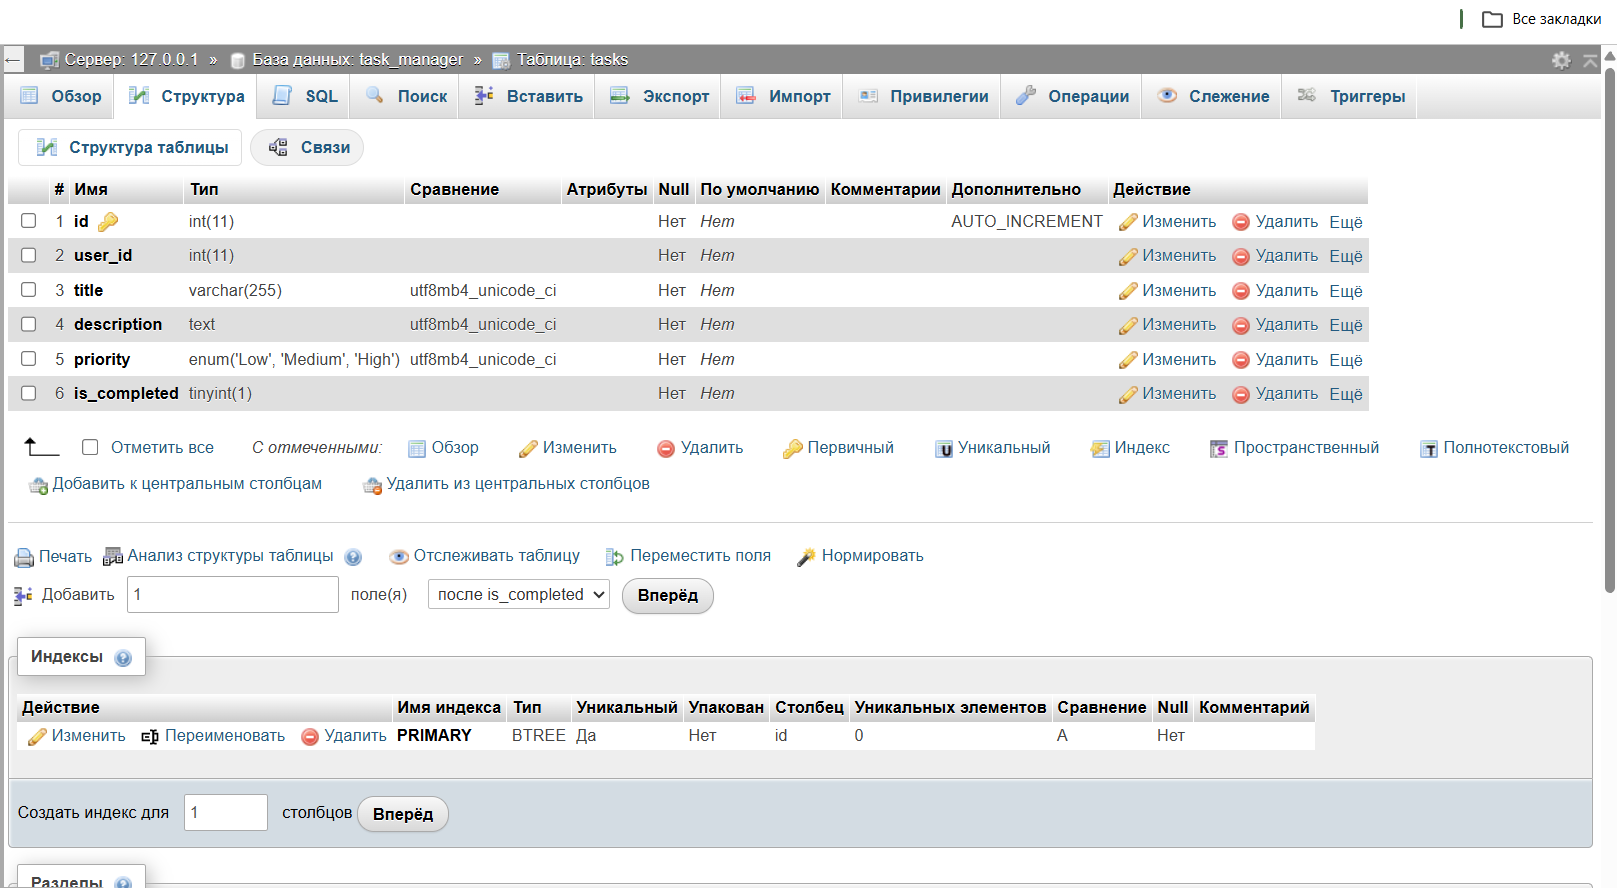 Все закладки
← Сервер: 127.0.0.1 » База данных: task_manager » Таблица: tasks
Обзор Структура SQL Поиск Вставить Экспорт Импорт Привилегии Операции Слежение Триггеры
Структура таблицы Связи
# Имя Тип Сравнение Атрибуты Null По умолчанию Комментарии Дополнительно Действие
1 id int(11) Нет Нет AUTO_INCREMENT Изменить Удалить Ещё
2 user_id int(11) Нет Нет Изменить Удалить Ещё
3 title varchar(255) utf8mb4_unicode_ci Нет Нет Изменить Удалить Ещё
4 description text utf8mb4_unicode_ci Нет Нет Изменить Удалить Ещё
5 priority enum('Low', 'Medium', 'High') utf8mb4_unicode_ci Нет Нет Изменить Удалить Ещё
6 is_completed tinyint(1) Нет Нет Изменить Удалить Ещё
Отметить все С отмеченными: Обзор Изменить Удалить Первичный Уникальный Индекс Пространственный Полнотекстовый
Добавить к центральным столбцам Удалить из центральных столбцов
Печать Анализ структуры таблицы Отслеживать таблицу Переместить поля Нормировать
Добавить 1 поле(я) после is_completed Вперёд
Индексы
Действие Имя индекса Тип Уникальный Упакован Столбец Уникальных элементов Сравнение Null Комментарий
Изменить Переименовать Удалить PRIMARY BTREE Да Нет id 0 A Нет
Создать индекс для 1 столбцов Вперёд
Разделы